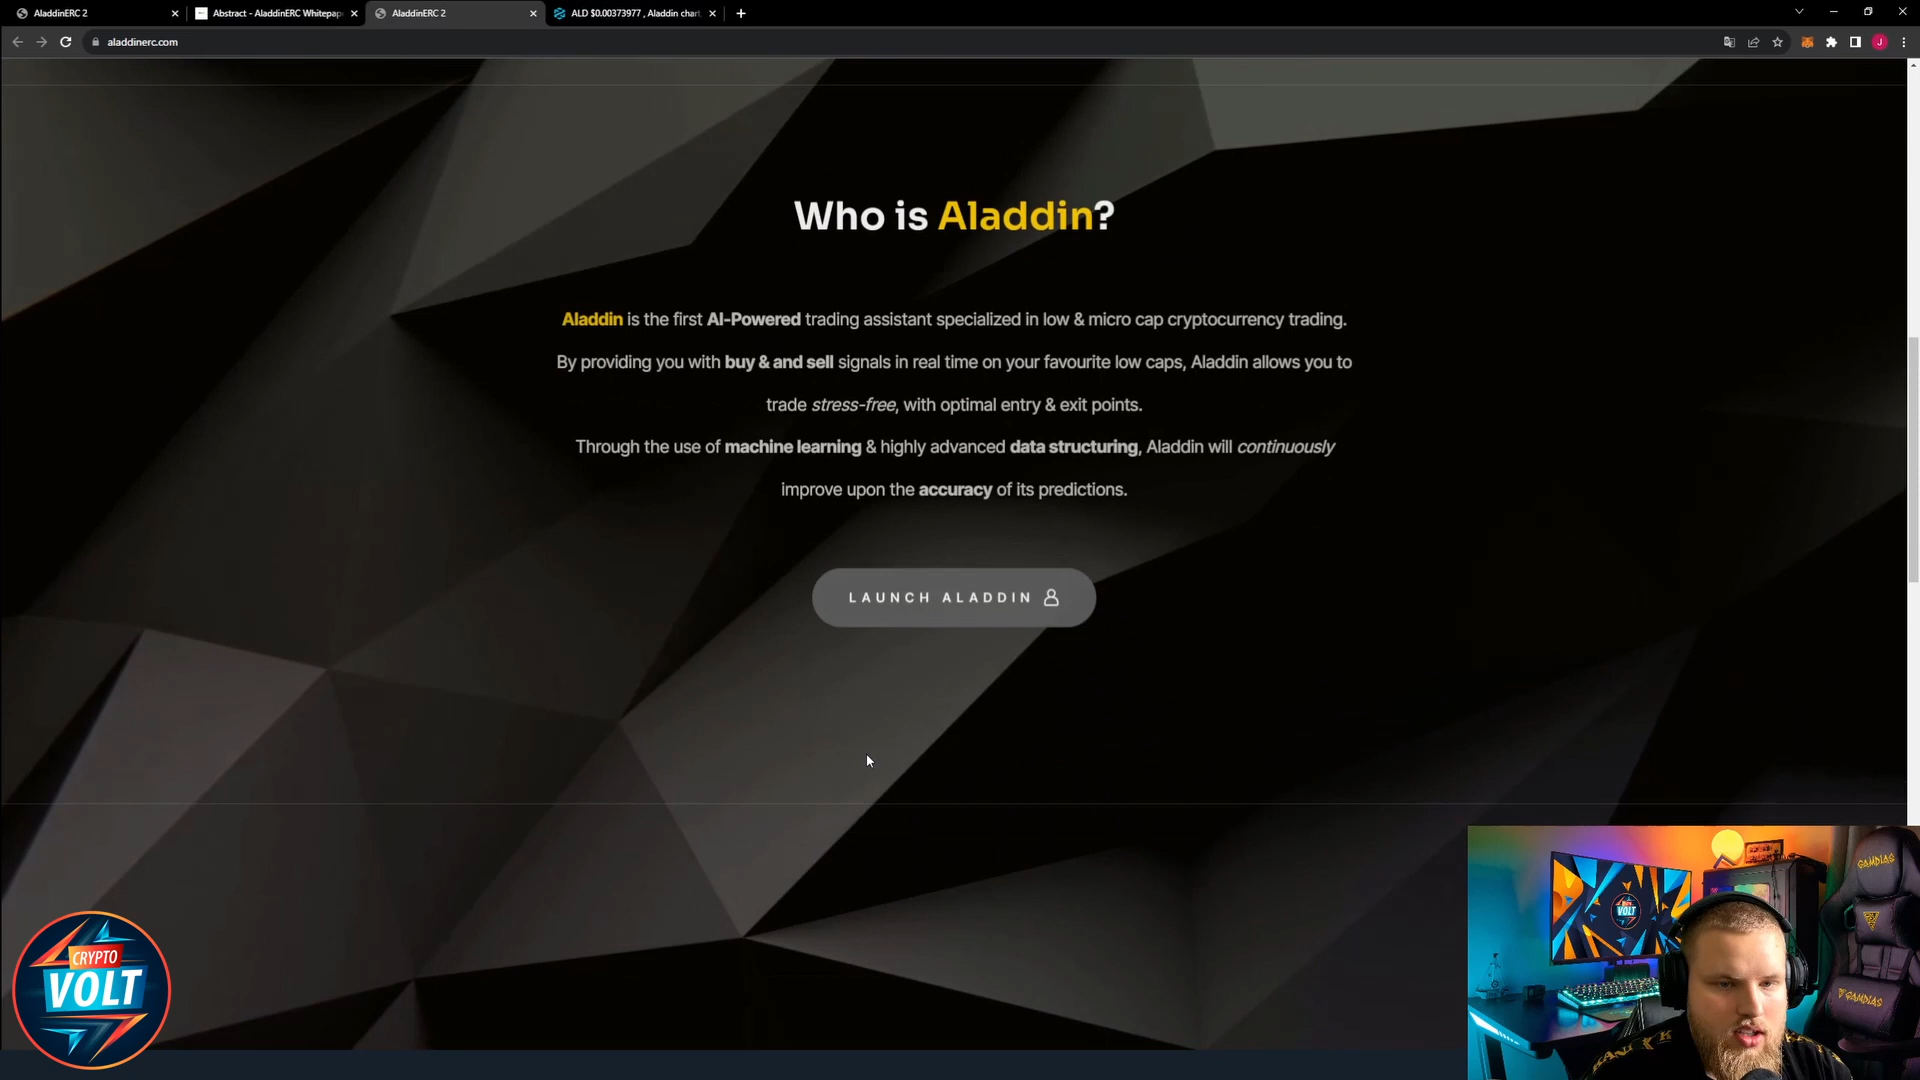 AladdinERC 2
Abstract - AladdinERC Whitepap
AladdinERC 2
ALD $0.00373977 , Aladdin chart
aladdinerc.com
J
Who is Aladdin?
Aladdin is the first AI-Powered trading assistant specialized in low & micro cap cryptocurrency trading.
By providing you with buy & and sell signals in real time on your favourite low caps, Aladdin allows you to
trade stress-free, with optimal entry & exit points.
Through the use of machine learning & highly advanced data structuring, Aladdin will continuously
improve upon the accuracy of its predictions.
LAUNCH ALADDIN
CRYPTO
VOLT
VOLT
GAMDIAS
GAMDIAS